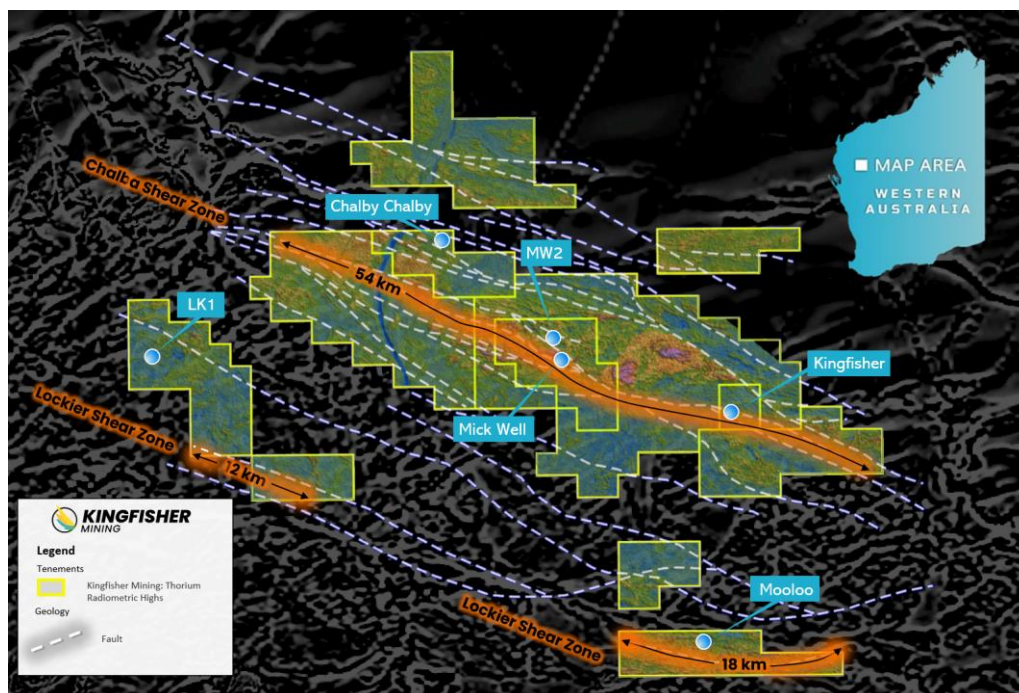 MAP AREA
WESTERN
AUSTRALIA
Chalba Shear Zone
Chalby Chalby
MW2
54 km
LK1
Kingfisher
Lockier Shear Zone
Mick Well
12 km
KINGFISHER
MINING
Legend
Tenements
Kingfisher Mining; Thorium
Radiometric Highs
Geology
Fault
Mooloo
Lockier Shear Zone
18 km